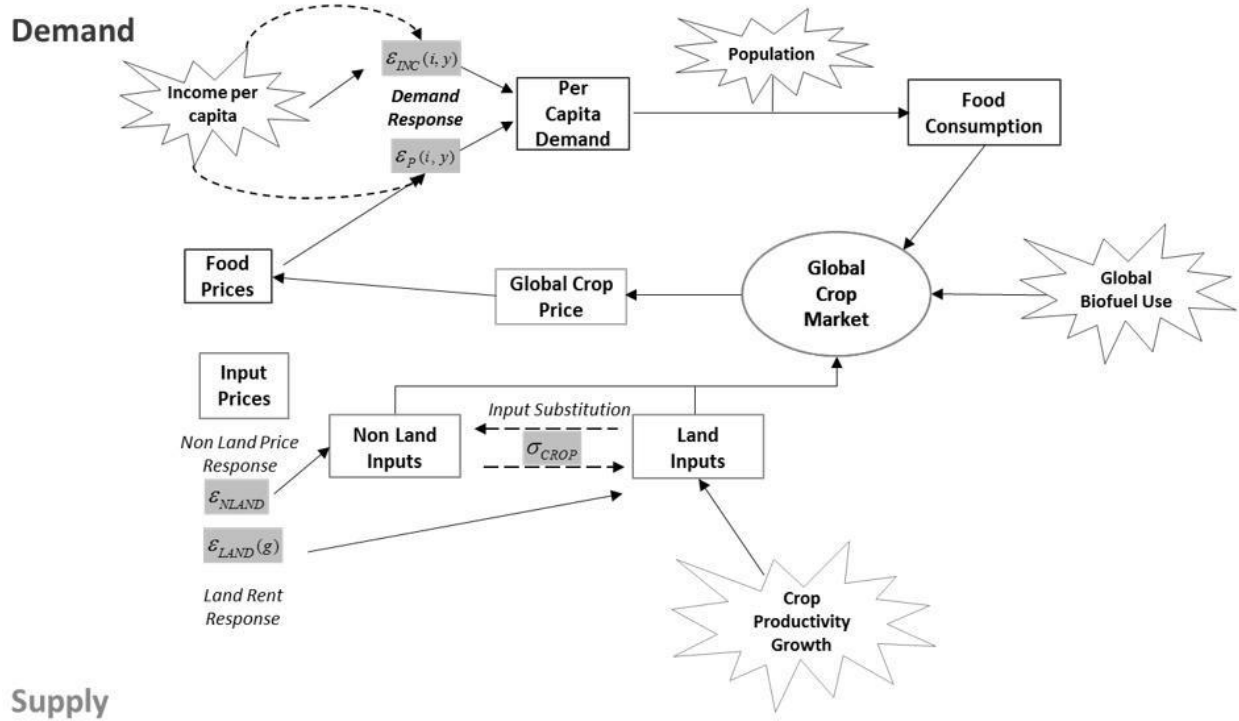 Demand
Income per
capita
ε_INC (i, y)
Demand
Response
ε_P (i, y)
Per
Capita
Demand
Population
Food
Consumption
Food
Prices
Global Crop
Price
Global
Crop
Market
Global
Biofuel Use
Input
Prices
Non Land Price
Response
ε_NLAND
ε_LAND (g)
Land Rent
Response
Non Land
Inputs
Input Substitution
σ_CROP
Land
Inputs
Crop
Productivity
Growth
Supply